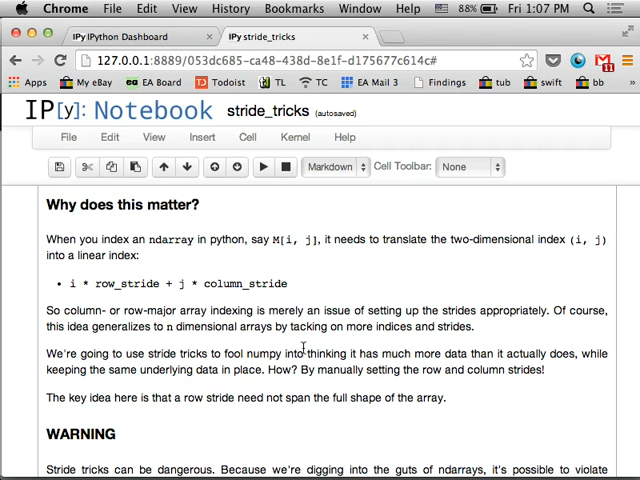 Chrome File Edit View History Bookmarks Window Help 88% Fri 1:07 PM
IPy IPython Dashboard IPy stride_tricks
127.0.0.1:8889/053dc685-ca48-438d-8e1f-d175677c614c#
Apps My eBay EA Board Todoist TL TC EA Mail 3 Findings tub swift bb
11
IP[y]: Notebook stride_tricks (autosaved)
File Edit View Insert Cell Kernel Help
Markdown Cell Toolbar: None
Why does this matter?
When you index an ndarray in python, say M[i, j], it needs to translate the two-dimensional index (i, j)
into a linear index:
• i * row_stride + j * column_stride
So column- or row-major array indexing is merely an issue of setting up the strides appropriately. Of course,
this idea generalizes to n dimensional arrays by tacking on more indices and strides.
We're going to use stride tricks to fool numpy into thinking it has much more data than it actually does, while
keeping the same underlying data in place. How? By manually setting the row and column strides!
The key idea here is that a row stride need not span the full shape of the array.
WARNING
Stride tricks can be dangerous. Because we're digging into the guts of ndarrays, it's possible to violate